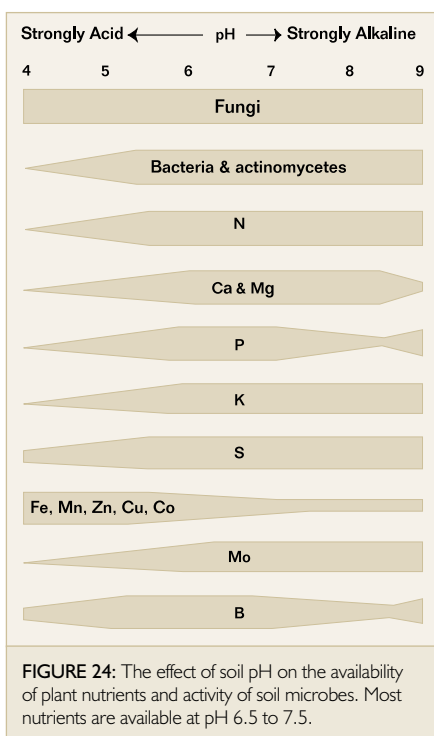 Strongly Acid ← pH → Strongly Alkaline
4 5 6 7 8 9
Fungi
Bacteria & actinomycetes
N
Ca & Mg
P
K
S
Fe, Mn, Zn, Cu, Co
Mo
B
FIGURE 24: The effect of soil pH on the availability
of plant nutrients and activity of soil microbes. Most
nutrients are available at pH 6.5 to 7.5.